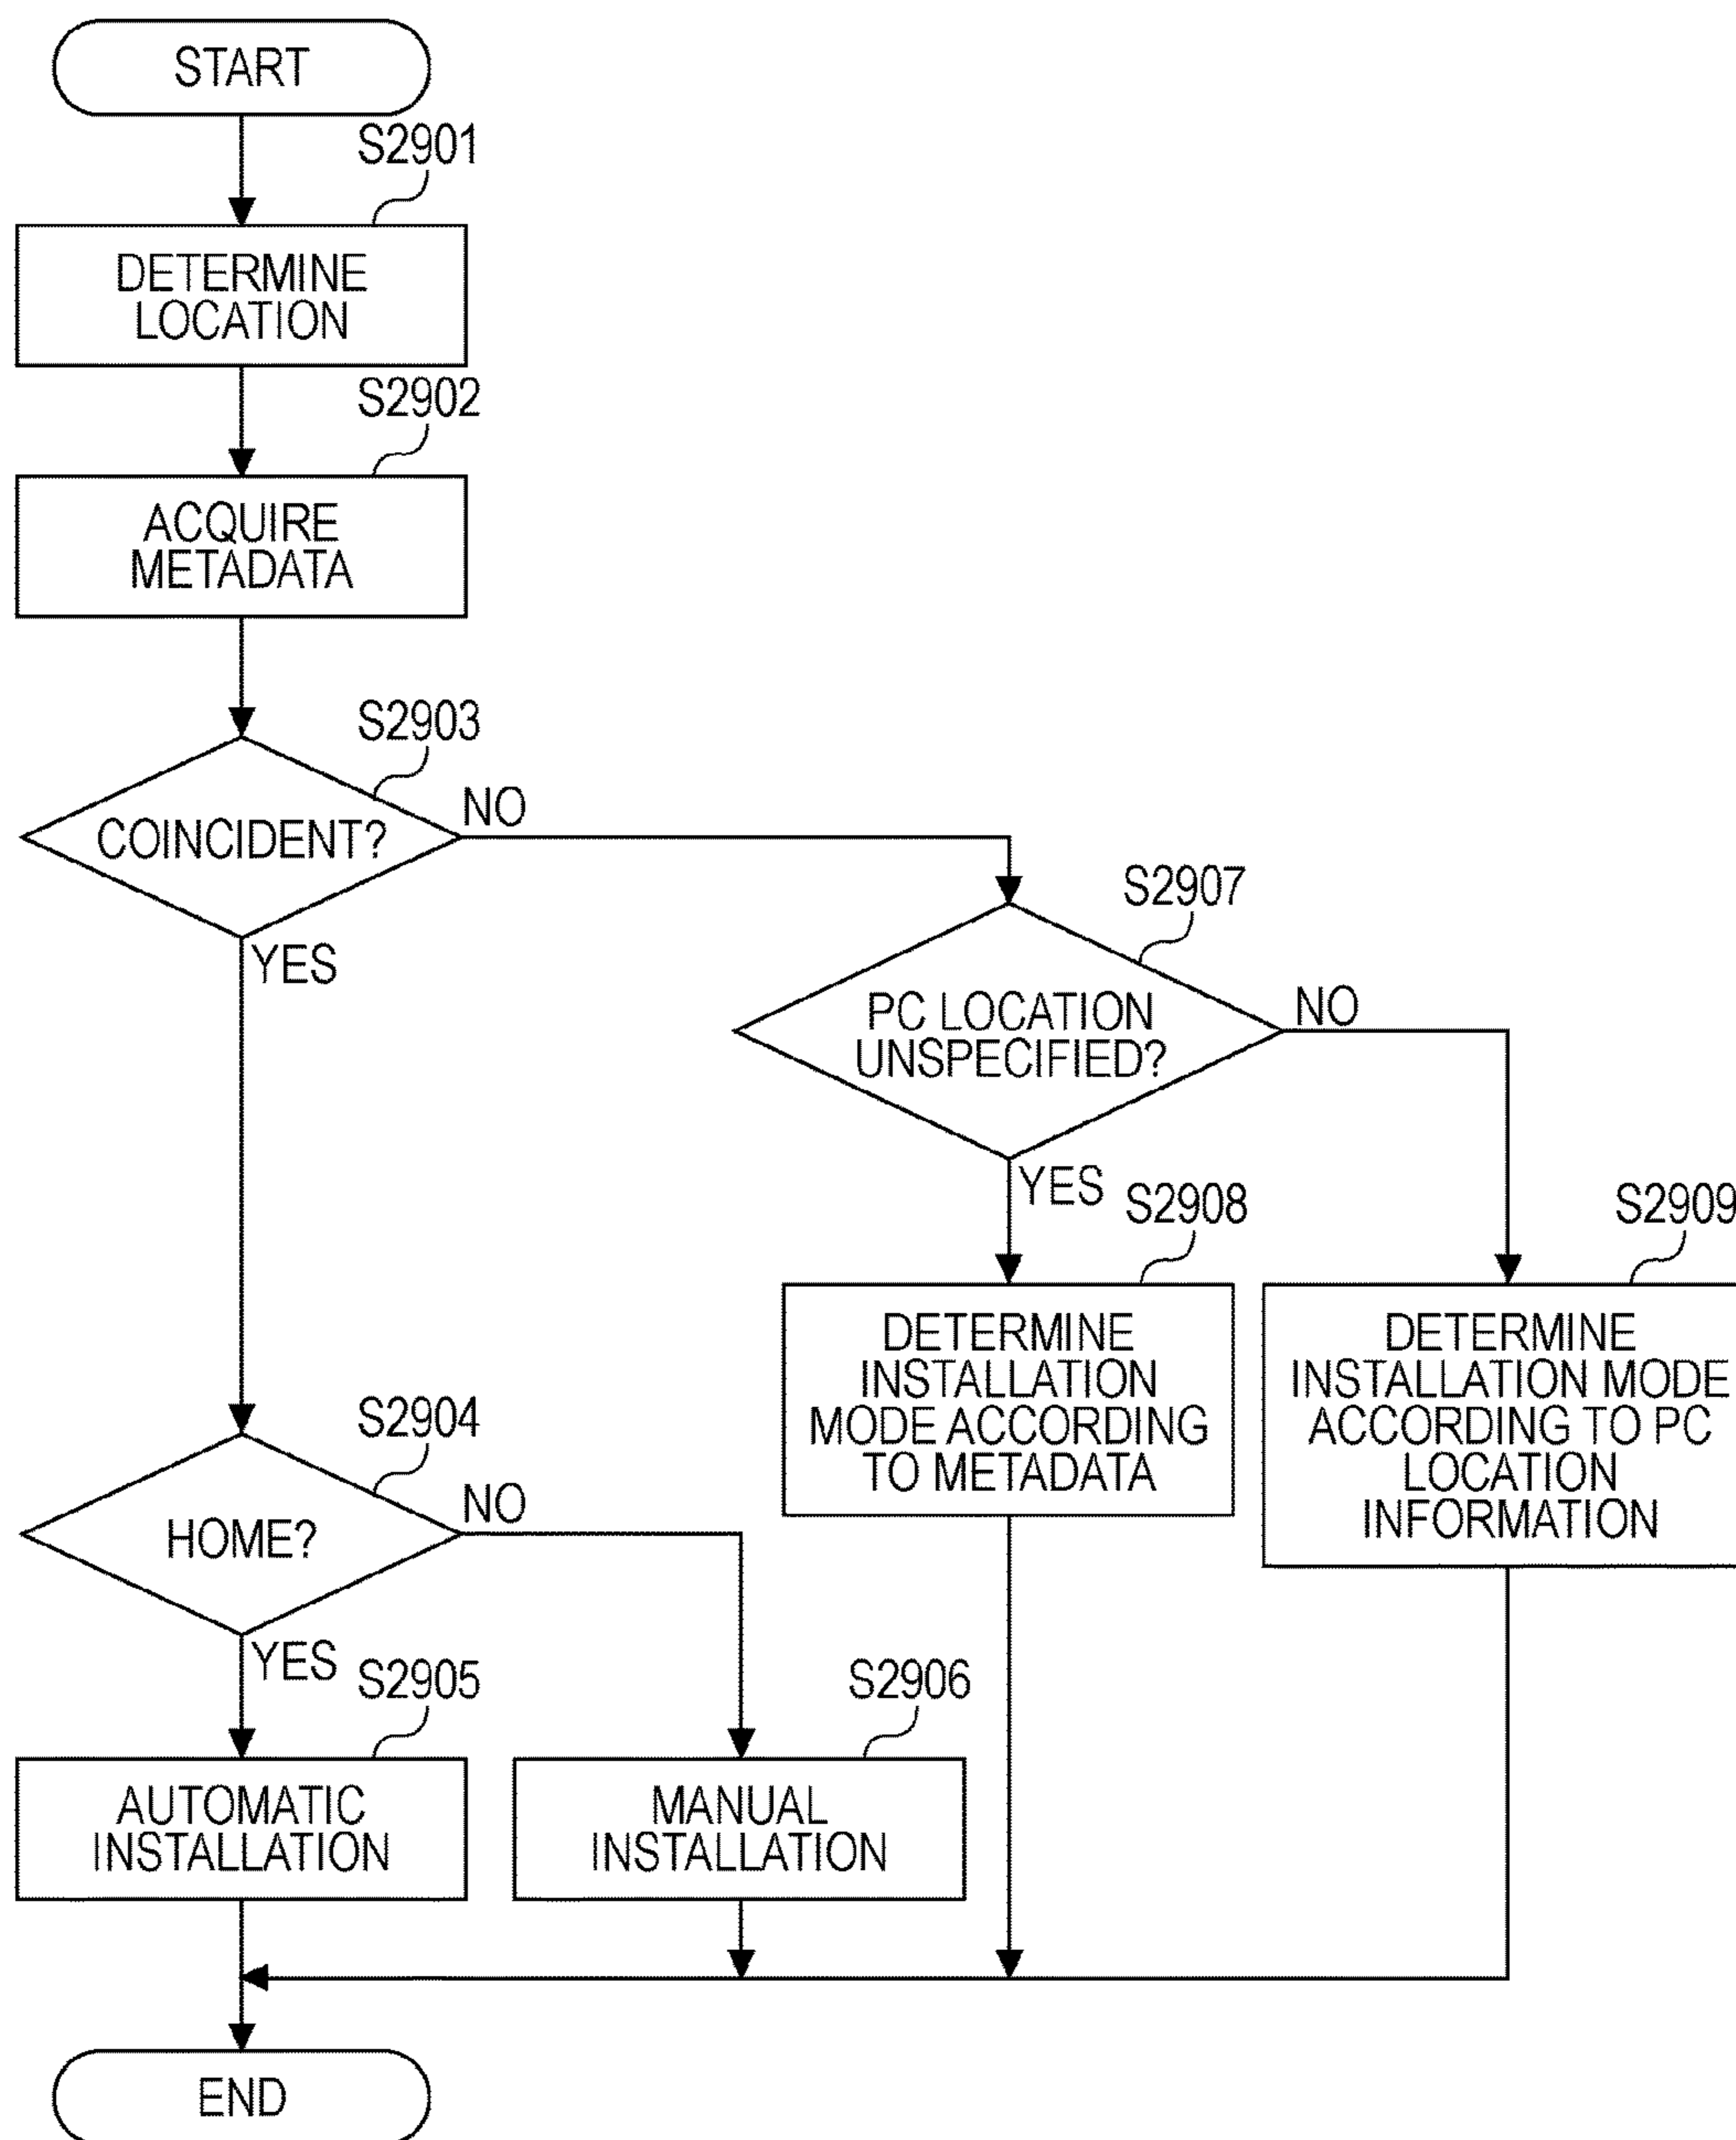 START
S2901
DETERMINE
LOCATION
S2902
ACQUIRE
METADATA
S2903
COINCIDENT?
NO
YES
S2907
PC LOCATION
UNSPECIFIED?
NO
YES
S2908
DETERMINE
INSTALLATION
MODE ACCORDING
TO METADATA
S2909
DETERMINE
INSTALLATION MODE
ACCORDING TO PC
LOCATION
INFORMATION
S2904
HOME?
NO
YES
S2905
AUTOMATIC
INSTALLATION
S2906
MANUAL
INSTALLATION
END